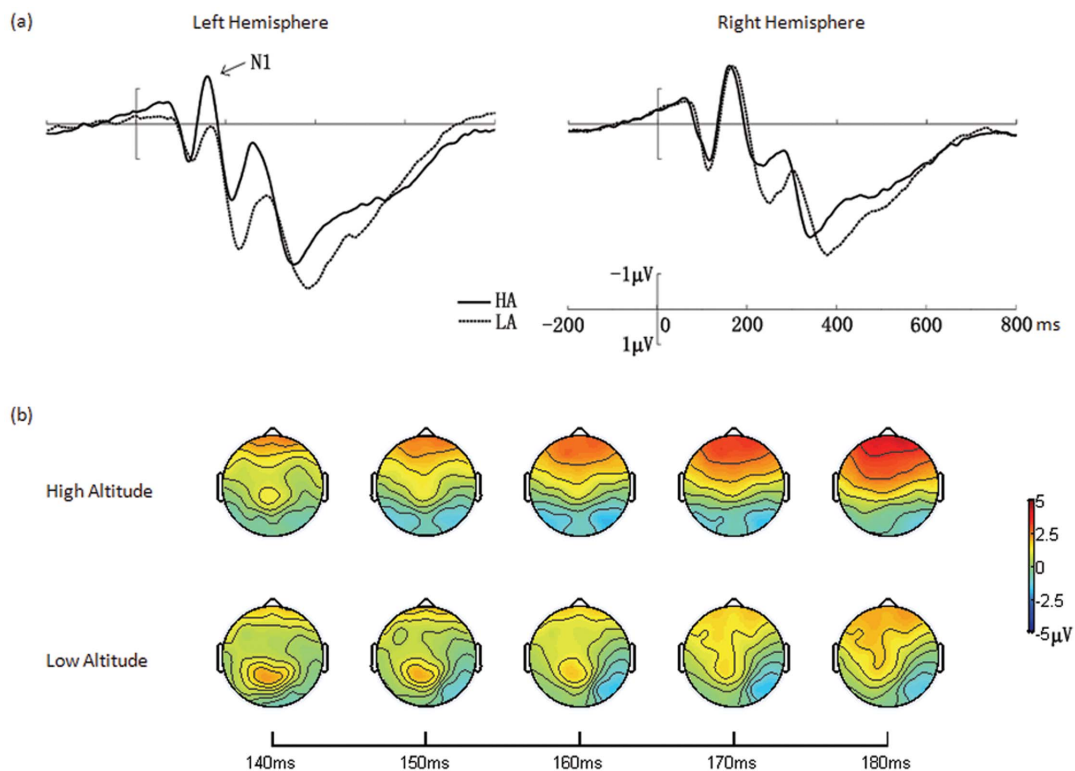 (a)
Left Hemisphere
Right Hemisphere
N1
HA
LA
-1μV
1μV
-200 0 200 400 600 800 ms
(b)
High Altitude
Low Altitude
5
2.5
0
-2.5
-5μV
140ms 150ms 160ms 170ms 180ms